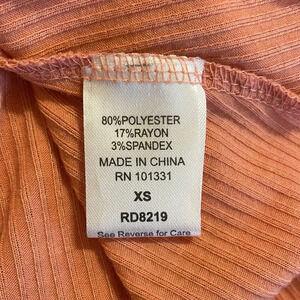 80%POLYESTER
17%RAYON
3%SPANDEX
MADE IN CHINA
RN 101331
XS
RD8219
See Reverse for Care